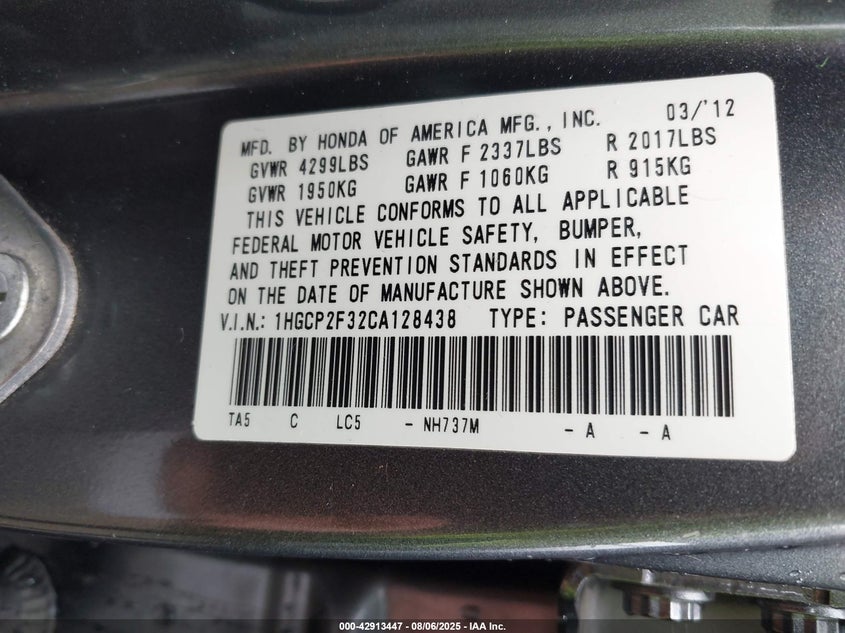 MFD. BY HONDA OF AMERICA MFG., INC. 03/'12
GVWR 4299LBS GAWR F 2337LBS R 2017LBS
GVWR 1950KG GAWR F 1060KG R 915KG
THIS VEHICLE CONFORMS TO ALL APPLICABLE
FEDERAL MOTOR VEHICLE SAFETY, BUMPER,
AND THEFT PREVENTION STANDARDS IN EFFECT
ON THE DATE OF MANUFACTURE SHOWN ABOVE.
V.I.N.: 1HGCP2F32CA128438 TYPE: PASSENGER CAR
TA5 C LC5 - NH737M - A - A
000-42913447 - 08/06/2025 - IAA Inc.